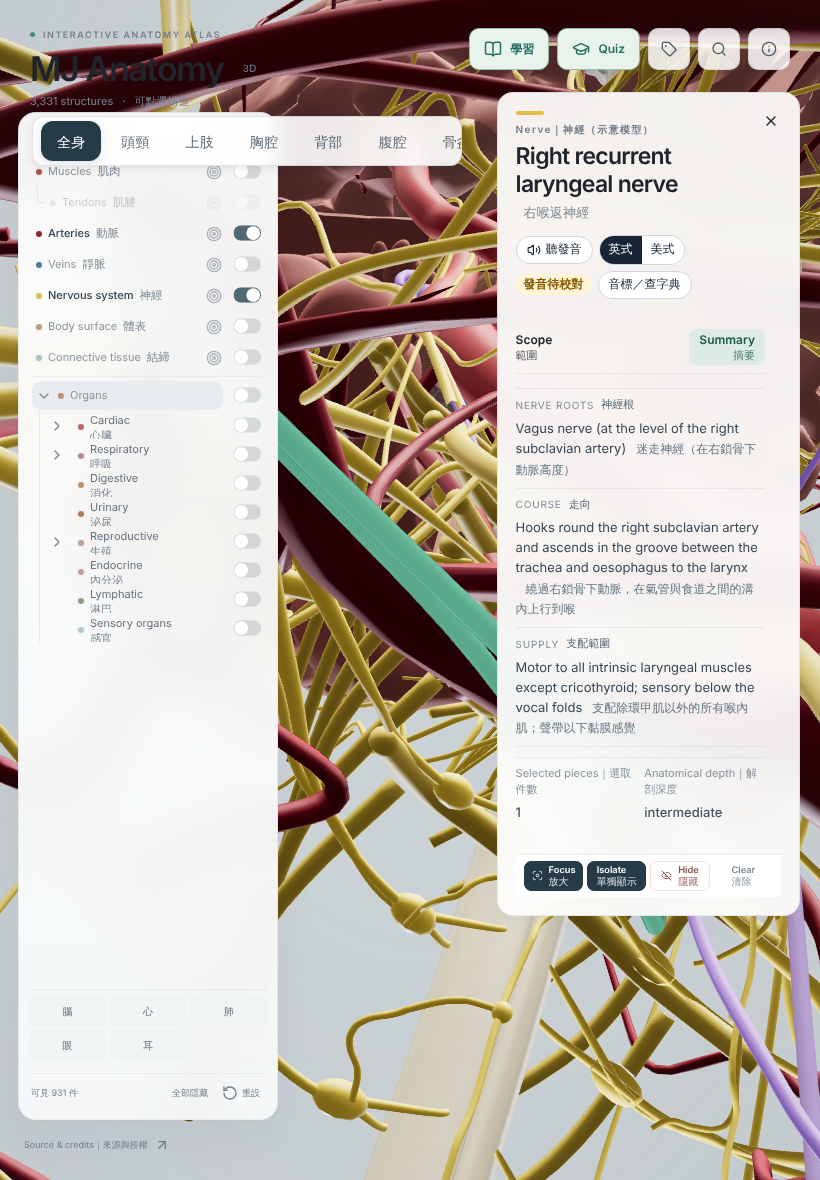 INTERACTIVE ANATOMY ATLAS
MJ Anatomy 3D
3,331 structures · 可點選構造
學習
Quiz
全身 頭頸 上肢 胸腔 背部 腹腔 骨盆
Muscles 肌肉
Tendons 肌腱
Arteries 動脈
Veins 靜脈
Nervous system 神經
Body surface 體表
Connective tissue 結締
Organs
Cardiac
心臟
Respiratory
呼吸
Digestive
消化
Urinary
泌尿
Reproductive
生殖
Endocrine
內分泌
Lymphatic
淋巴
Sensory organs
感官
腦 心 肺
眼 耳
可見 931 件 全部隱藏 重設
Source & credits｜來源與授權
Nerve｜神經（示意模型）
Right recurrent
laryngeal nerve
右喉返神經
聽發音 英式 美式
發音待校對 音標／查字典
Scope
範圍
Summary
摘要
NERVE ROOTS 神經根
Vagus nerve (at the level of the right
subclavian artery) 迷走神經（在右鎖骨下
動脈高度）
COURSE 走向
Hooks round the right subclavian artery
and ascends in the groove between the
trachea and oesophagus to the larynx
繞過右鎖骨下動脈，在氣管與食道之間的溝
內上行到喉
SUPPLY 支配範圍
Motor to all intrinsic laryngeal muscles
except cricothyroid; sensory below the
vocal folds 支配除環甲肌以外的所有喉內
肌；聲帶以下黏膜感覺
Selected pieces｜選取
件數
1
Anatomical depth｜解
剖深度
intermediate
Focus
放大
Isolate
單獨顯示
Hide
隱藏
Clear
清除